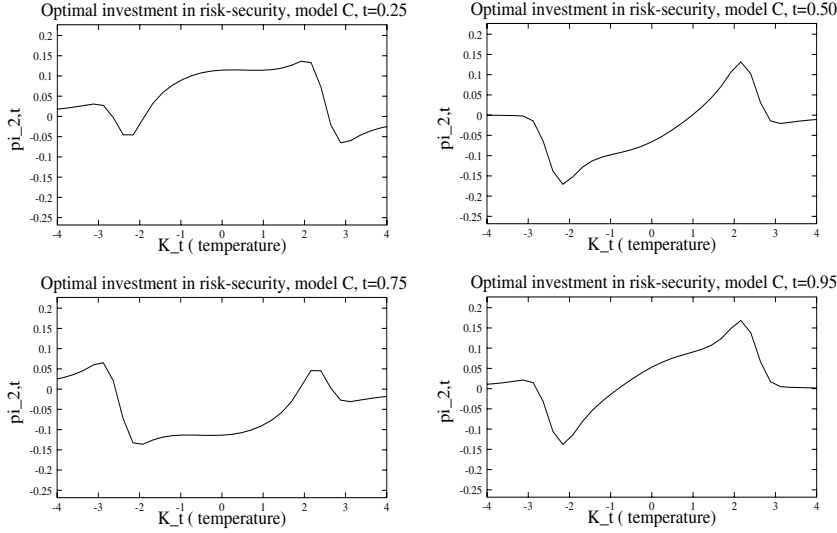 Optimal investment in risk-security, model C, t=0.25
0.2
0.15
0.1
0.05
0
-0.05
-0.1
-0.15
-0.2
-0.25
pi_2,t
-4 -3 -2 -1 0 1 2 3 4
K_t ( temperature)
Optimal investment in risk-security, model C, t=0.50
0.2
0.15
0.1
0.05
0
-0.05
-0.1
-0.15
-0.2
-0.25
pi_2,t
-4 -3 -2 -1 0 1 2 3 4
K_t ( temperature)
Optimal investment in risk-security, model C, t=0.75
0.2
0.15
0.1
0.05
0
-0.05
-0.1
-0.15
-0.2
-0.25
pi_2,t
-4 -3 -2 -1 0 1 2 3 4
K_t ( temperature)
Optimal investment in risk-security, model C, t=0.95
0.2
0.15
0.1
0.05
0
-0.05
-0.1
-0.15
-0.2
-0.25
pi_2,t
-4 -3 -2 -1 0 1 2 3 4
K_t ( temperature)